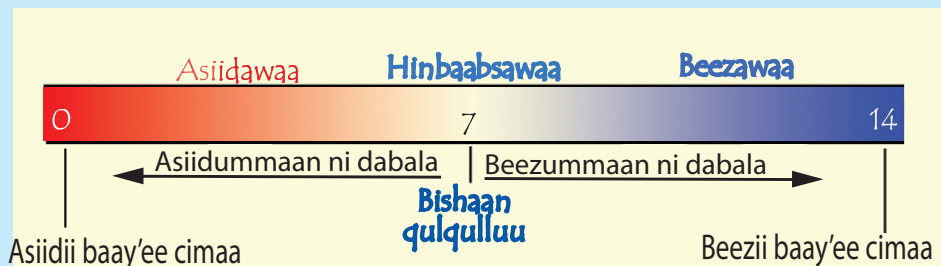 Asiidawaa Hinbaabsawaa Beezawaa
0 7 14
Asiidummaan ni dabala Beezummaan ni dabala
Bishaan
qulqulluu
Asiidii baay'ee cimaa Beezii baay'ee cimaa